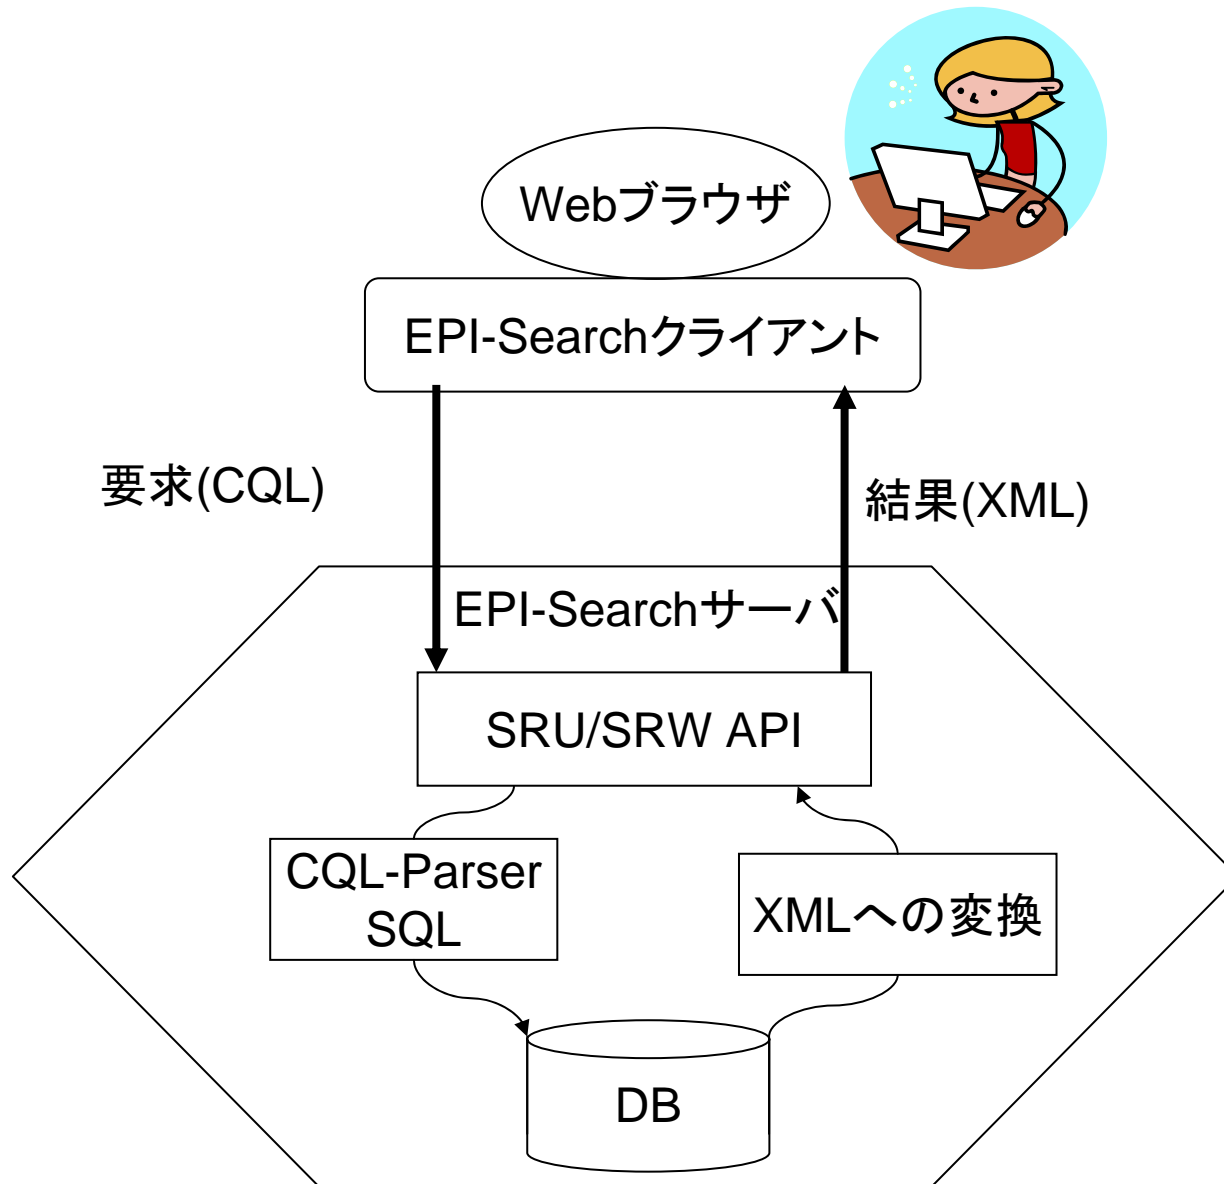 Webブラウザ
EPI-Searchクライアント
要求(CQL)
結果(XML)
EPI-Searchサーバ
SRU/SRW API
CQL-Parser
SQL
XMLへの変換
DB